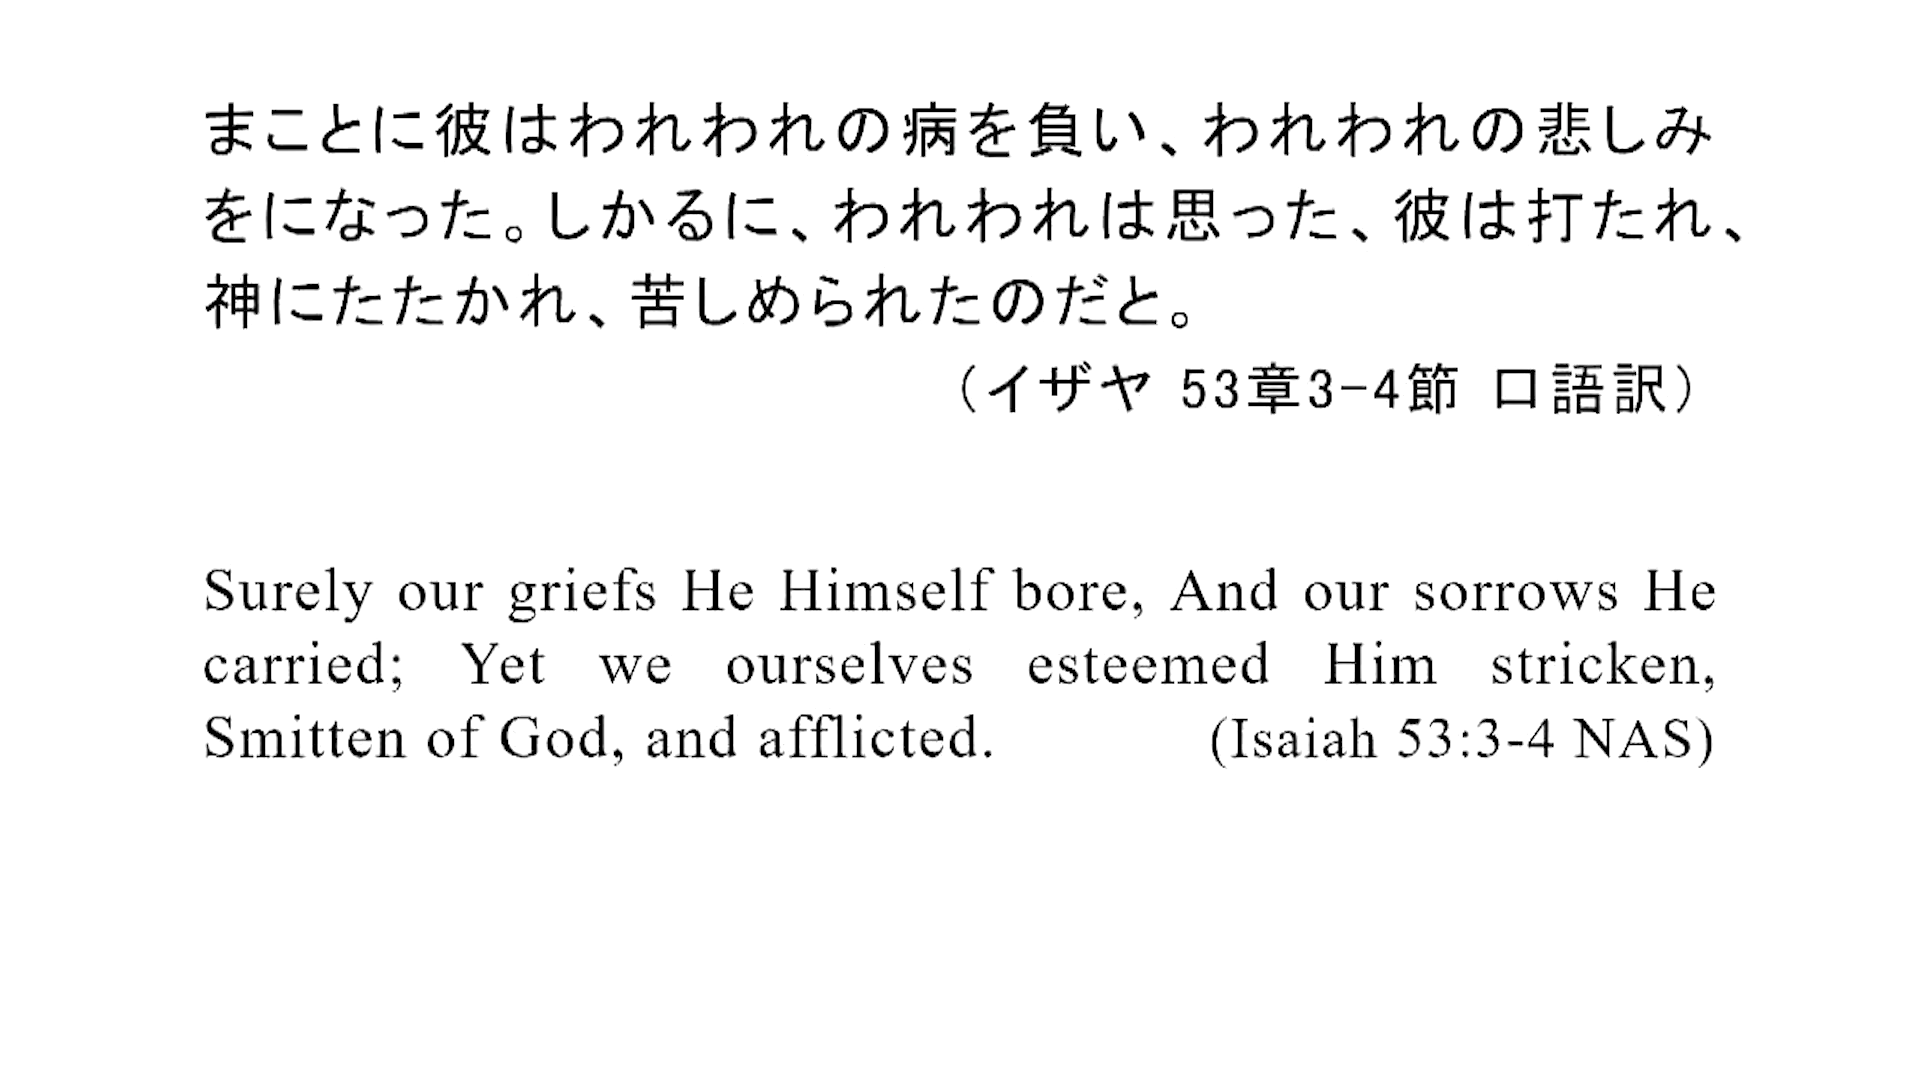 まことに彼はわれわれの病を負い、われわれの悲しみ
をになった。しかるに、われわれは思った、彼は打たれ、
神にたたかれ、苦しめられたのだと。
（イザヤ 53章3-4節 口語訳）
Surely our griefs He Himself bore, And our sorrows He
carried; Yet we ourselves esteemed Him stricken,
Smitten of God, and afflicted. (Isaiah 53:3-4 NAS)